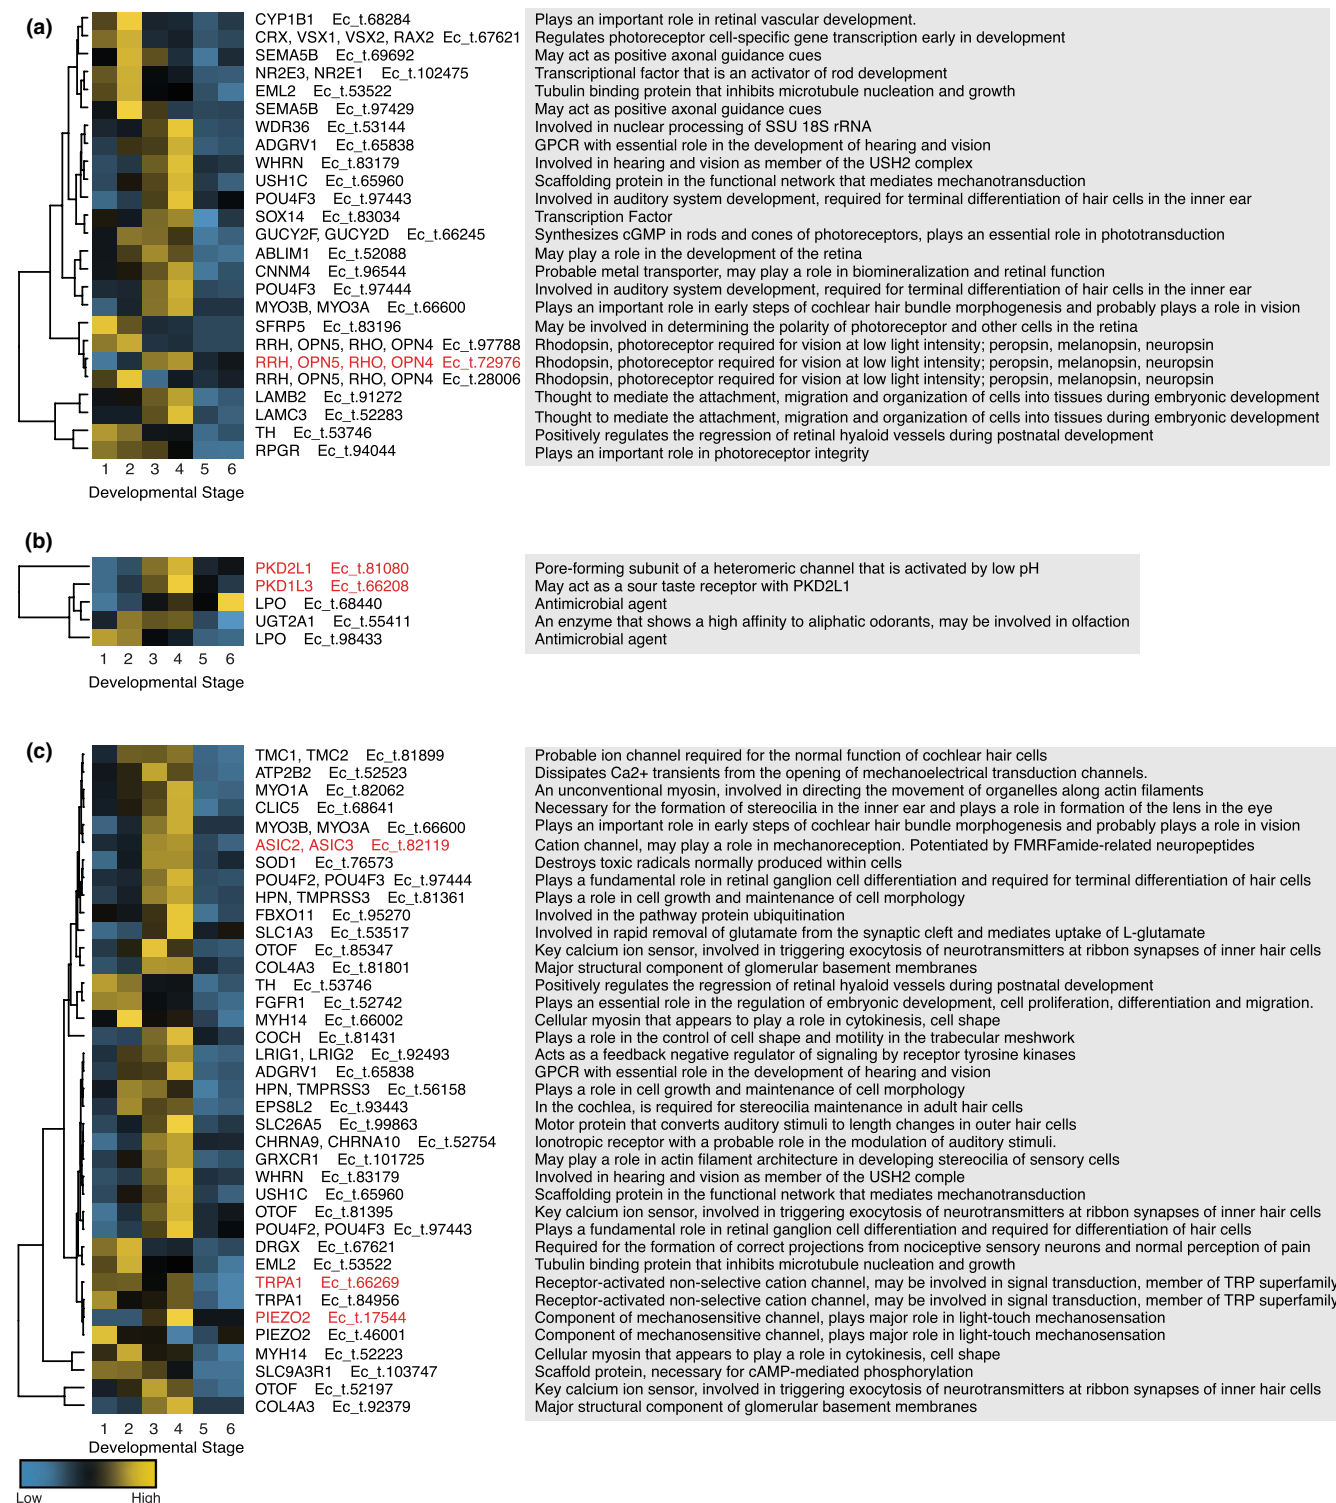 (a)
CYP1B1 Ec_t.68284 Plays an important role in retinal vascular development.
CRX, VSX1, VSX2, RAX2 Ec_t.67621 Regulates photoreceptor cell-specific gene transcription early in development
SEMA5B Ec_t.69692 May act as positive axonal guidance cues
NR2E3, NR2E1 Ec_t.102475 Transcriptional factor that is an activator of rod development
EML2 Ec_t.53522 Tubulin binding protein that inhibits microtubule nucleation and growth
SEMA5B Ec_t.97429 May act as positive axonal guidance cues
WDR36 Ec_t.53144 Involved in nuclear processing of SSU 18S rRNA
ADGRV1 Ec_t.65838 GPCR with essential role in the development of hearing and vision
WHRN Ec_t.83179 Involved in hearing and vision as member of the USH2 complex
USH1C Ec_t.65960 Scaffolding protein in the functional network that mediates mechanotransduction
POU4F3 Ec_t.97443 Involved in auditory system development, required for terminal differentiation of hair cells in the inner ear
SOX14 Ec_t.83034 Transcription Factor
GUCY2F, GUCY2D Ec_t.66245 Synthesizes cGMP in rods and cones of photoreceptors, plays an essential role in phototransduction
ABLIM1 Ec_t.52088 May play a role in the development of the retina
CNNM4 Ec_t.96544 Probable metal transporter, may play a role in biomineralization and retinal function
POU4F3 Ec_t.97444 Involved in auditory system development, required for terminal differentiation of hair cells in the inner ear
MYO3B, MYO3A Ec_t.66600 Plays an important role in early steps of cochlear hair bundle morphogenesis and probably plays a role in vision
SFRP5 Ec_t.83196 May be involved in determining the polarity of photoreceptor and other cells in the retina
RRH, OPN5, RHO, OPN4 Ec_t.97788 Rhodopsin, photoreceptor required for vision at low light intensity; peropsin, melanopsin, neuropsin
RRH, OPN5, RHO, OPN4 Ec_t.72976 Rhodopsin, photoreceptor required for vision at low light intensity; peropsin, melanopsin, neuropsin
RRH, OPN5, RHO, OPN4 Ec_t.28006 Rhodopsin, photoreceptor required for vision at low light intensity; peropsin, melanopsin, neuropsin
LAMB2 Ec_t.91272 Thought to mediate the attachment, migration and organization of cells into tissues during embryonic development
LAMC3 Ec_t.52283 Thought to mediate the attachment, migration and organization of cells into tissues during embryonic development
TH Ec_t.53746 Positively regulates the regression of retinal hyaloid vessels during postnatal development
RPGR Ec_t.94044 Plays an important role in photoreceptor integrity
1 2 3 4 5 6
Developmental Stage
(b)
PKD2L1 Ec_t.81080 Pore-forming subunit of a heteromeric channel that is activated by low pH
PKD1L3 Ec_t.66208 May act as a sour taste receptor with PKD2L1
LPO Ec_t.68440 Antimicrobial agent
UGT2A1 Ec_t.55411 An enzyme that shows a high affinity to aliphatic odorants, may be involved in olfaction
LPO Ec_t.98433 Antimicrobial agent
1 2 3 4 5 6
Developmental Stage
(c)
TMC1, TMC2 Ec_t.81899 Probable ion channel required for the normal function of cochlear hair cells
ATP2B2 Ec_t.52523 Dissipates Ca2+ transients from the opening of mechanoelectrical transduction channels.
MYO1A Ec_t.82062 An unconventional myosin, involved in directing the movement of organelles along actin filaments
CLIC5 Ec_t.68641 Necessary for the formation of stereocilia in the inner ear and plays a role in formation of the lens in the eye
MYO3B, MYO3A Ec_t.66600 Plays an important role in early steps of cochlear hair bundle morphogenesis and probably plays a role in vision
ASIC2, ASIC3 Ec_t.82119 Cation channel, may play a role in mechanoreception. Potentiated by FMRFamide-related neuropeptides
SOD1 Ec_t.76573 Destroys toxic radicals normally produced within cells
POU4F2, POU4F3 Ec_t.97444 Plays a fundamental role in retinal ganglion cell differentiation and required for terminal differentiation of hair cells
HPN, TMPRSS3 Ec_t.81361 Plays a role in cell growth and maintenance of cell morphology
FBXO11 Ec_t.95270 Involved in the pathway protein ubiquitination
SLC1A3 Ec_t.53517 Involved in rapid removal of glutamate from the synaptic cleft and mediates uptake of L-glutamate
OTOF Ec_t.85347 Key calcium ion sensor, involved in triggering exocytosis of neurotransmitters at ribbon synapses of inner hair cells
COL4A3 Ec_t.81801 Major structural component of glomerular basement membranes
TH Ec_t.53746 Positively regulates the regression of retinal hyaloid vessels during postnatal development
FGFR1 Ec_t.52742 Plays an essential role in the regulation of embryonic development, cell proliferation, differentiation and migration.
MYH14 Ec_t.66002 Cellular myosin that appears to play a role in cytokinesis, cell shape
COCH Ec_t.81431 Plays a role in the control of cell shape and motility in the trabecular meshwork
LRIG1, LRIG2 Ec_t.92493 Acts as a feedback negative regulator of signaling by receptor tyrosine kinases
ADGRV1 Ec_t.65838 GPCR with essential role in the development of hearing and vision
HPN, TMPRSS3 Ec_t.56158 Plays a role in cell growth and maintenance of cell morphology
EPS8L2 Ec_t.93443 In the cochlea, is required for stereocilia maintenance in adult hair cells
SLC26A5 Ec_t.99863 Motor protein that converts auditory stimuli to length changes in outer hair cells
CHRNA9, CHRNA10 Ec_t.52754 Ionotropic receptor with a probable role in the modulation of auditory stimuli.
GRXCR1 Ec_t.101725 May play a role in actin filament architecture in developing stereocilia of sensory cells
WHRN Ec_t.83179 Involved in hearing and vision as member of the USH2 comple
USH1C Ec_t.65960 Scaffolding protein in the functional network that mediates mechanotransduction
OTOF Ec_t.81395 Key calcium ion sensor, involved in triggering exocytosis of neurotransmitters at ribbon synapses of inner hair cells
POU4F2, POU4F3 Ec_t.97443 Plays a fundamental role in retinal ganglion cell differentiation and required for differentiation of hair cells
DRGX Ec_t.67621 Required for the formation of correct projections from nociceptive sensory neurons and normal perception of pain
EML2 Ec_t.53522 Tubulin binding protein that inhibits microtubule nucleation and growth
TRPA1 Ec_t.66269 Receptor-activated non-selective cation channel, may be involved in signal transduction, member of TRP superfamily
TRPA1 Ec_t.84956 Receptor-activated non-selective cation channel, may be involved in signal transduction, member of TRP superfamily
PIEZO2 Ec_t.17544 Component of mechanosensitive channel, plays major role in light-touch mechanosensation
PIEZO2 Ec_t.46001 Component of mechanosensitive channel, plays major role in light-touch mechanosensation
MYH14 Ec_t.52223 Cellular myosin that appears to play a role in cytokinesis, cell shape
SLC9A3R1 Ec_t.103747 Scaffold protein, necessary for cAMP-mediated phosphorylation
OTOF Ec_t.52197 Key calcium ion sensor, involved in triggering exocytosis of neurotransmitters at ribbon synapses of inner hair cells
COL4A3 Ec_t.92379 Major structural component of glomerular basement membranes
1 2 3 4 5 6
Developmental Stage
Low High